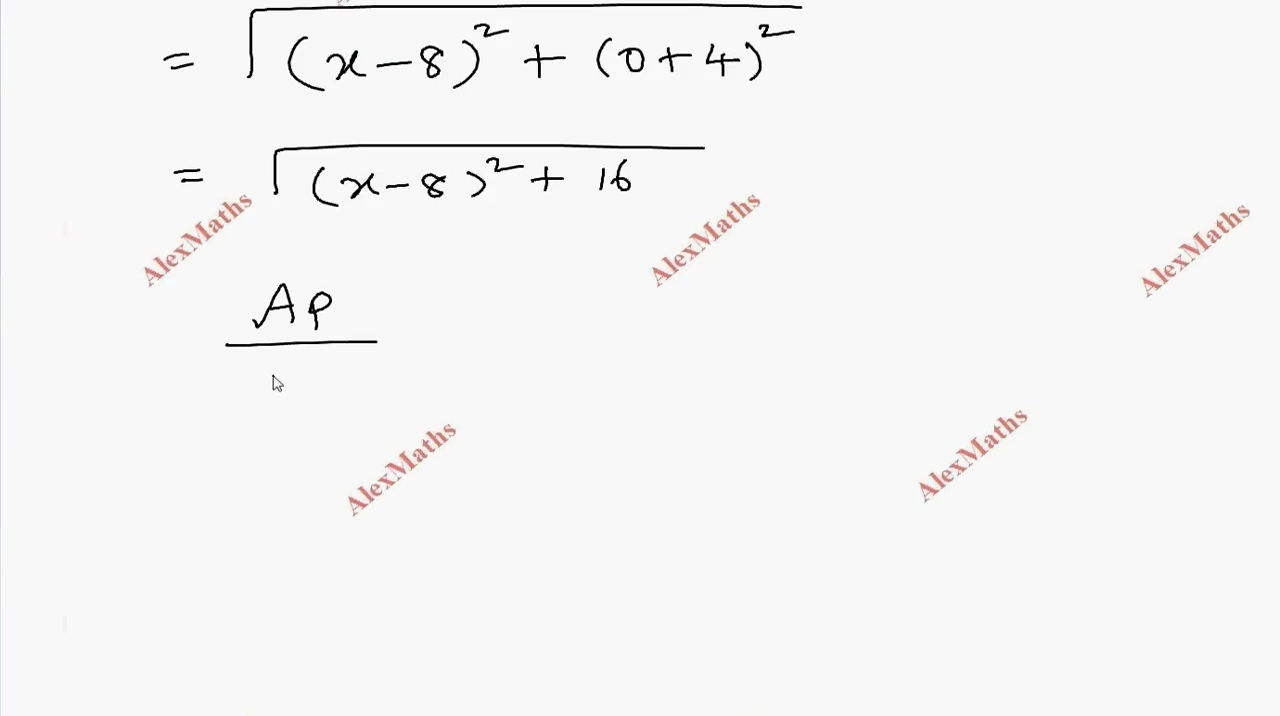 = √(x-8)² + (0+4)²
= √(x-8)² + 16
AlexMaths AlexMaths AlexMaths
AP
AlexMaths AlexMaths